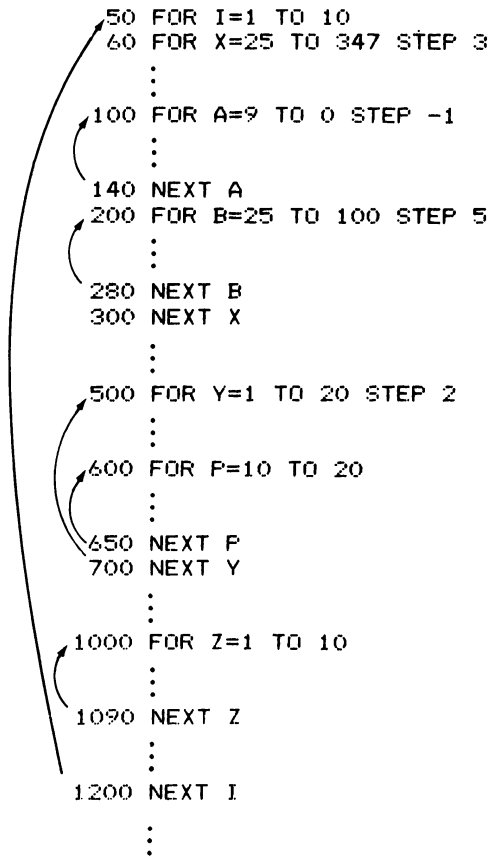 50 FOR I=1 TO 10
60 FOR X=25 TO 347 STEP 3
100 FOR A=9 TO 0 STEP -1
140 NEXT A
200 FOR B=25 TO 100 STEP 5
280 NEXT B
300 NEXT X
500 FOR Y=1 TO 20 STEP 2
600 FOR P=10 TO 20
650 NEXT P
700 NEXT Y
1000 FOR Z=1 TO 10
1090 NEXT Z
1200 NEXT I